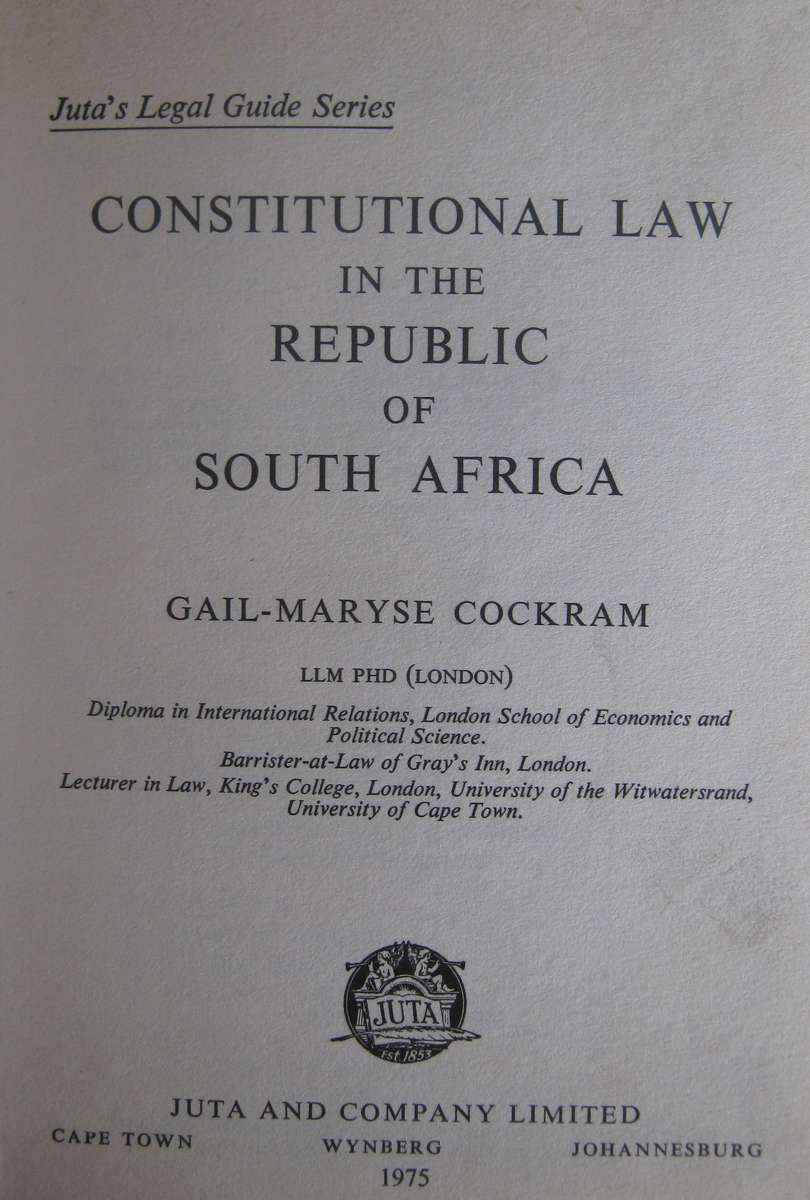 Juta's Legal Guide Series
CONSTITUTIONAL LAW
IN THE
REPUBLIC
OF
SOUTH AFRICA
GAIL-MARYSE COCKRAM
LLM PHD (LONDON)
Diploma in International Relations, London School of Economics and
Political Science.
Barrister-at-Law of Gray's Inn, London.
Lecturer in Law, King's College, London, University of the Witwatersrand,
University of Cape Town.
JUTA
Est. 1853
JUTA AND COMPANY LIMITED
CAPE TOWN WYNBERG JOHANNESBURG
1975